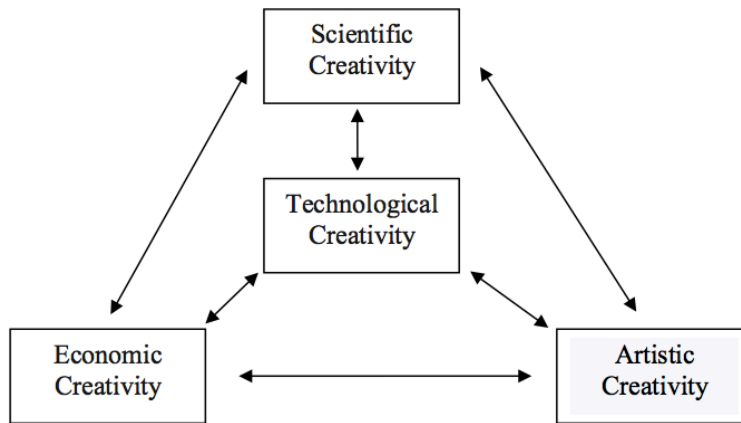 Scientific
Creativity
Technological
Creativity
Economic
Creativity
Artistic
Creativity